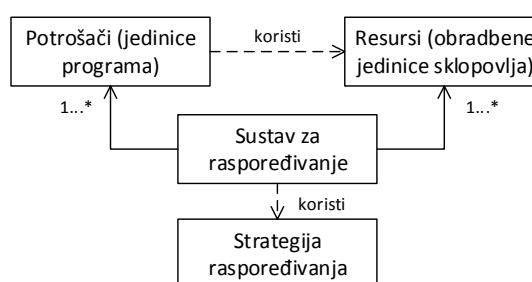 Potrošači (jedinice
programa)
koristi
Resursi (obradbene
jedinice sklopovlja)
1...*
1...*
Sustav za
raspoređivanje
koristi
Strategija
raspoređivanja